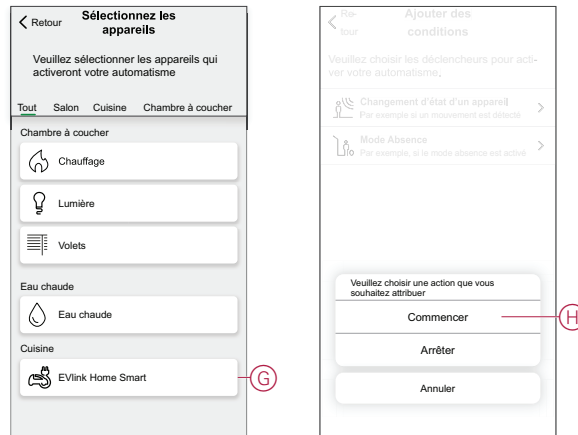 Retour
Sélectionnez les
appareils
Veuillez sélectionner les appareils qui
activeront votre automatisme
Tout Salon Cuisine Chambre à coucher
Chambre à coucher
Chauffage
Lumière
Volets
Eau chaude
Eau chaude
Cuisine
EVlink Home Smart
G
Re-
tour
Ajouter des
conditions
Veuillez choisir les déclencheurs pour acti-
ver votre automatisme.
Changement d'état d'un appareil
Par exemple si un mouvement est détecté
Mode Absence
Par exemple, si le mode absence est activé
Veuillez choisir une action que vous
souhaitez attribuer
Commencer
H
Arrêter
Annuler